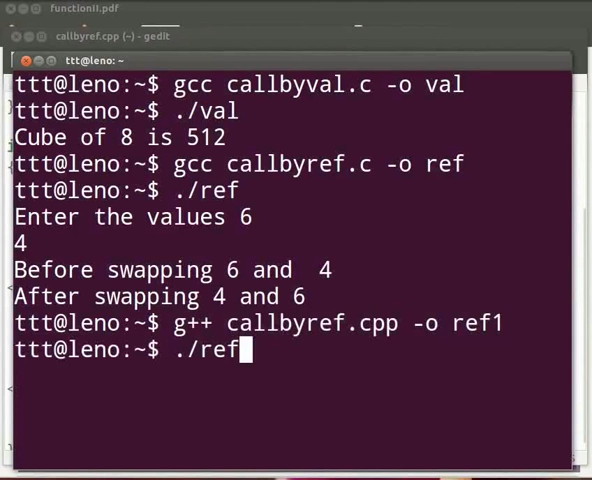 functionII.pdf
callbyref.cpp (~) - gedit
ttt@leno: ~
ttt@leno:~$ gcc callbyval.c -o val
ttt@leno:~$ ./val
Cube of 8 is 512
ttt@leno:~$ gcc callbyref.c -o ref
ttt@leno:~$ ./ref
Enter the values 6
4
Before swapping 6 and  4
After swapping 4 and 6
ttt@leno:~$ g++ callbyref.cpp -o ref1
ttt@leno:~$ ./ref